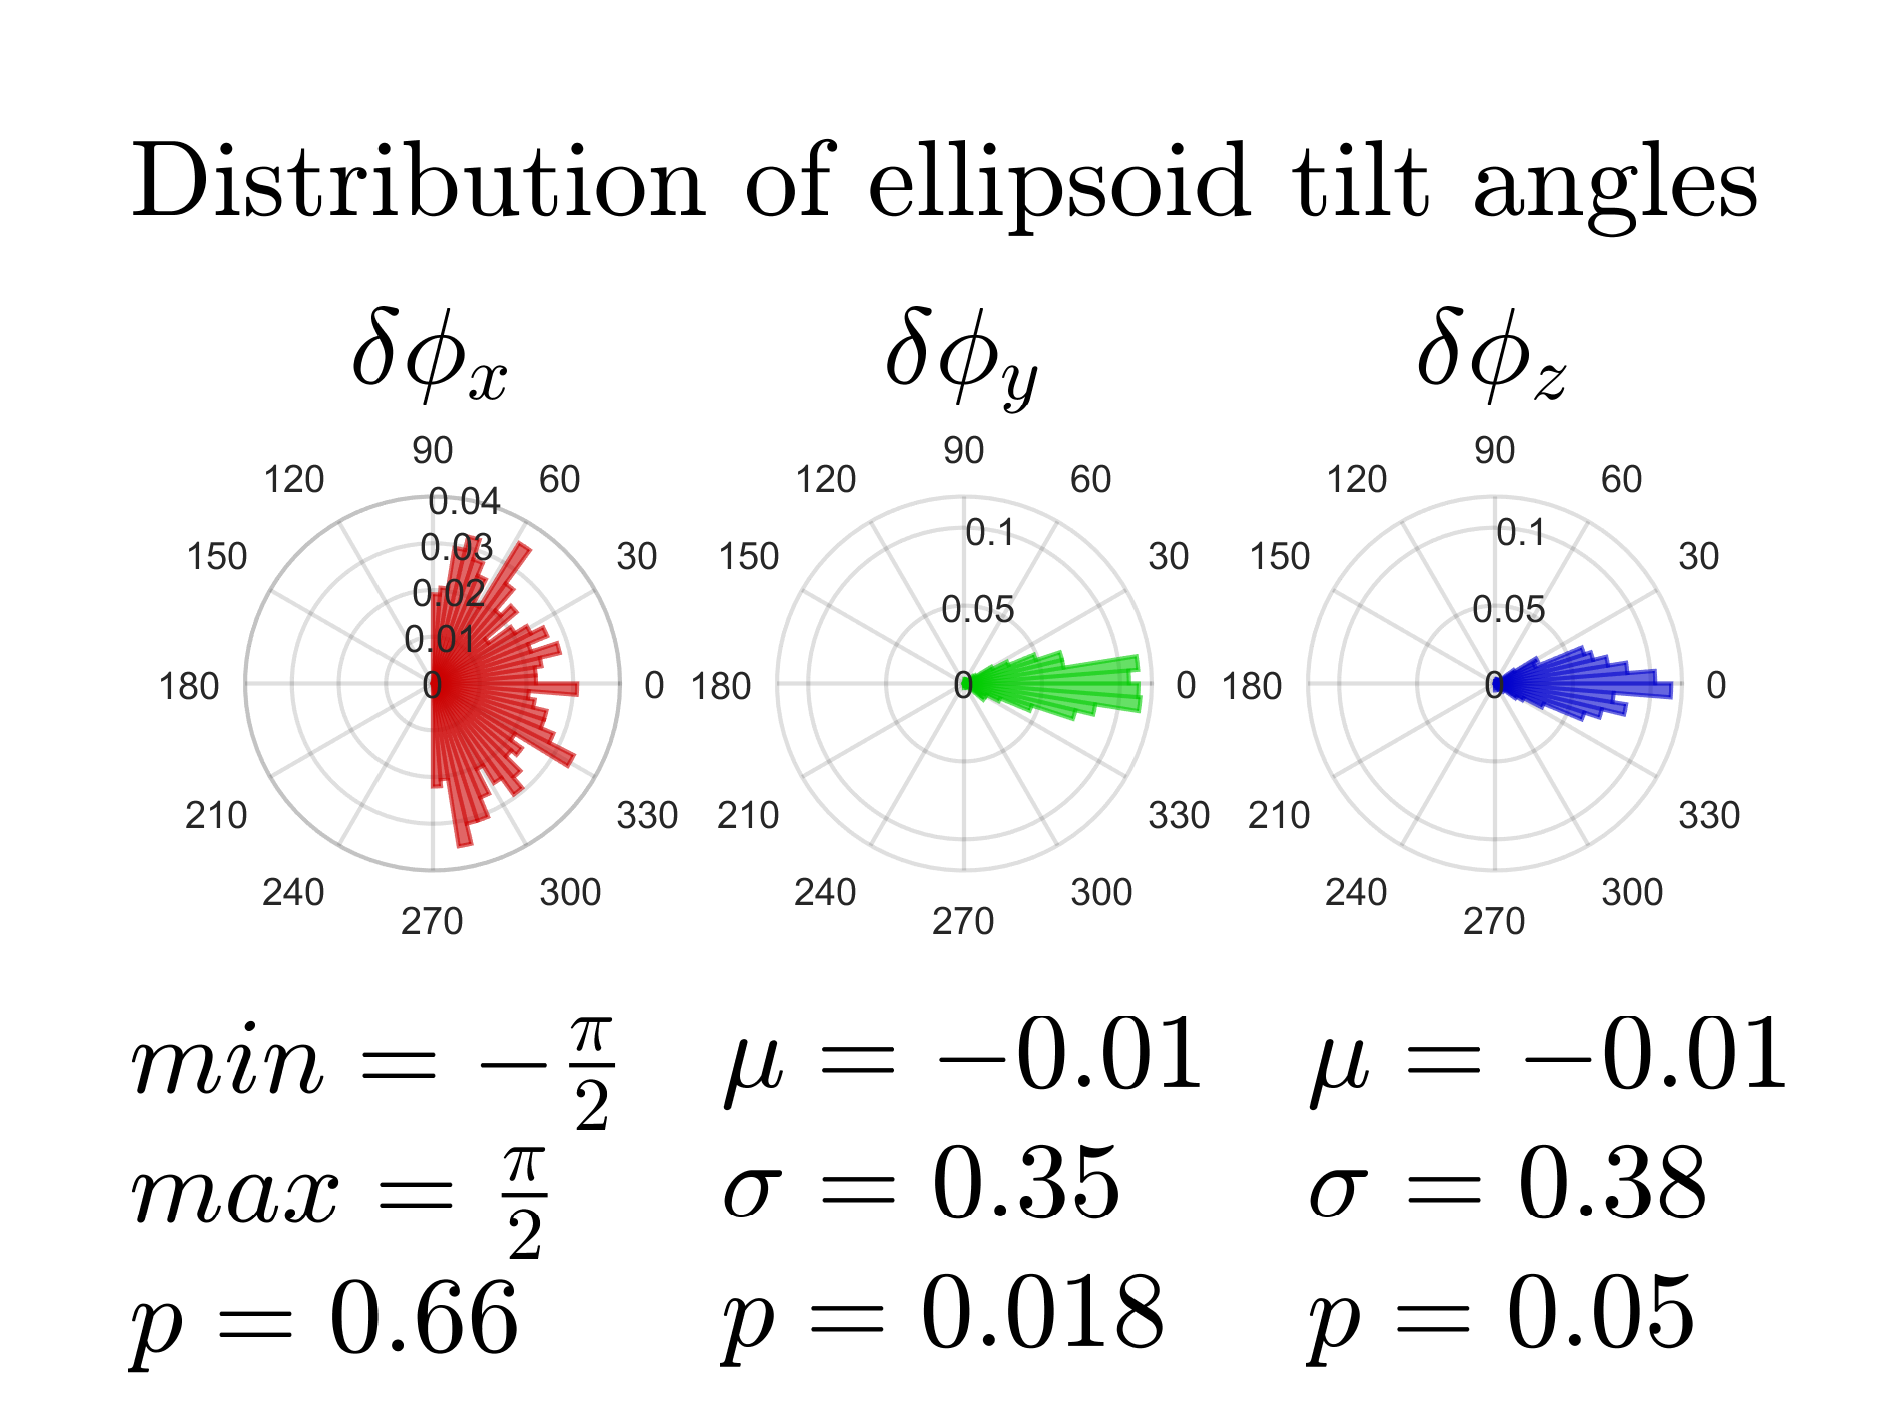 Distribution of ellipsoid tilt angles
δϕ_x δϕ_y δϕ_z
90 90 90
120 60 120 60 120 60
0.04
150 0.03 30 150 0.1 30 150 0.1 30
0.02 0.05 0.05
0.01
180 0 0 180 0 0 180 0 0
210 330 210 330 210 330
240 300 240 300 240 300
270 270 270
min = −π/2 μ = −0.01 μ = −0.01
max = π/2 σ = 0.35 σ = 0.38
p = 0.66 p = 0.018 p = 0.05